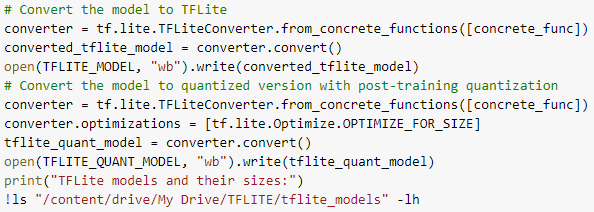 # Convert the model to TFLite
converter = tf.lite.TFLiteConverter.from_concrete_functions([concrete_func])
converted_tflite_model = converter.convert()
open(TFLITE_MODEL, "wb").write(converted_tflite_model)
# Convert the model to quantized version with post-training quantization
converter = tf.lite.TFLiteConverter.from_concrete_functions([concrete_func])
converter.optimizations = [tf.lite.Optimize.OPTIMIZE_FOR_SIZE]
tflite_quant_model = converter.convert()
open(TFLITE_QUANT_MODEL, "wb").write(tflite_quant_model)
print("TFLite models and their sizes:")
!ls "/content/drive/My Drive/TFLITE/tflite_models" -lh